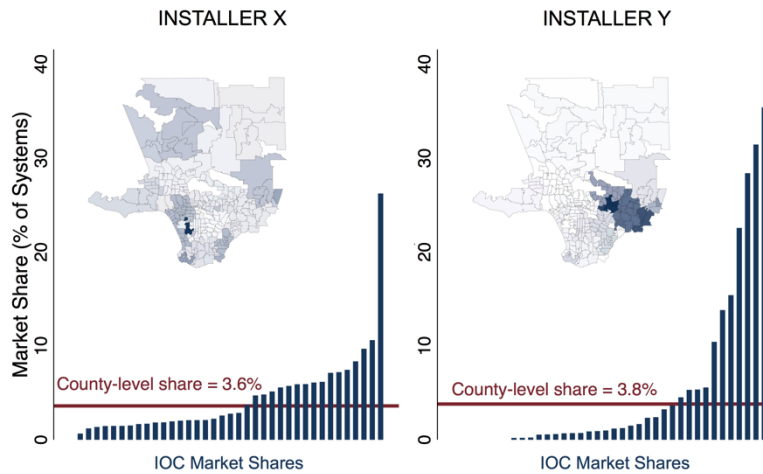 INSTALLER X
INSTALLER Y
Market Share (% of Systems)
40
30
20
10
0
County-level share = 3.6%
IOC Market Shares
40
30
20
10
0
County-level share = 3.8%
IOC Market Shares